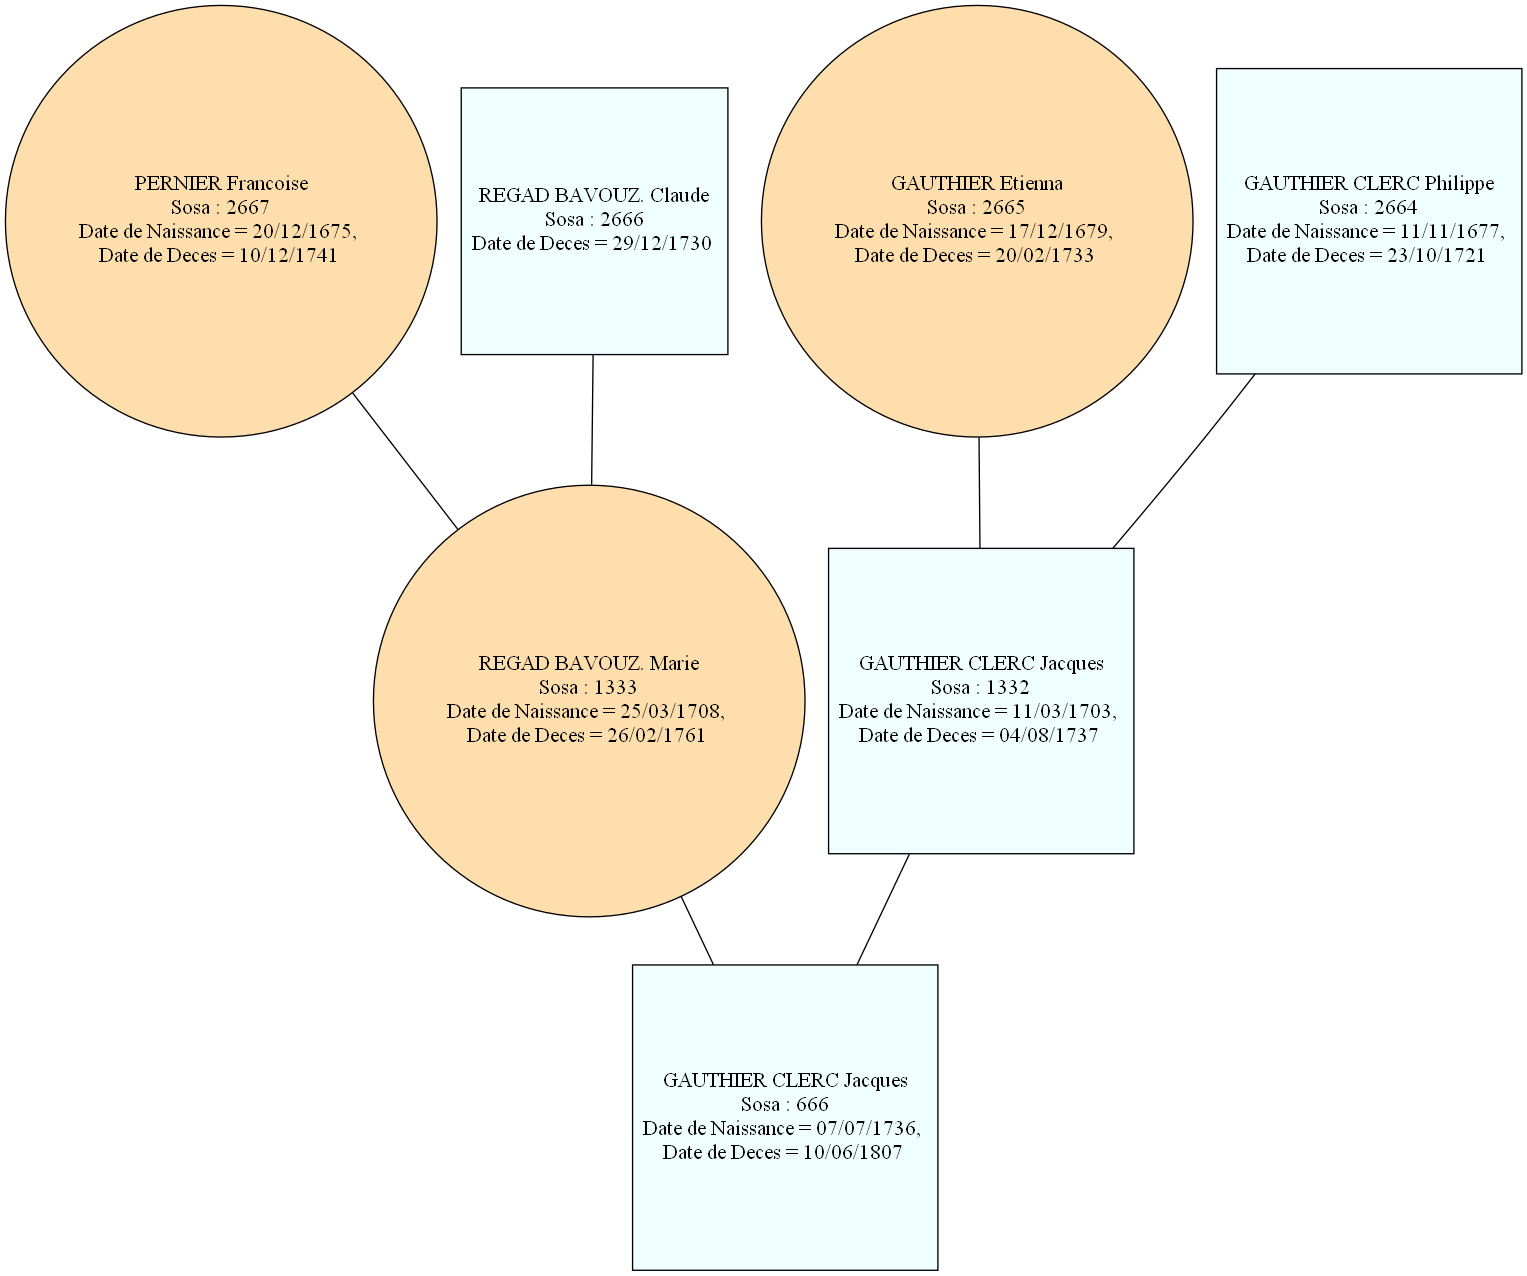 PERNIER Francoise
Sosa : 2667
Date de Naissance = 20/12/1675,
Date de Deces = 10/12/1741
REGAD BAVOUZ. Claude
Sosa : 2666
Date de Deces = 29/12/1730
GAUTHIER Etienna
Sosa : 2665
Date de Naissance = 17/12/1679,
Date de Deces = 20/02/1733
GAUTHIER CLERC Philippe
Sosa : 2664
Date de Naissance = 11/11/1677,
Date de Deces = 23/10/1721
REGAD BAVOUZ. Marie
Sosa : 1333
Date de Naissance = 25/03/1708,
Date de Deces = 26/02/1761
GAUTHIER CLERC Jacques
Sosa : 1332
Date de Naissance = 11/03/1703,
Date de Deces = 04/08/1737
GAUTHIER CLERC Jacques
Sosa : 666
Date de Naissance = 07/07/1736,
Date de Deces = 10/06/1807